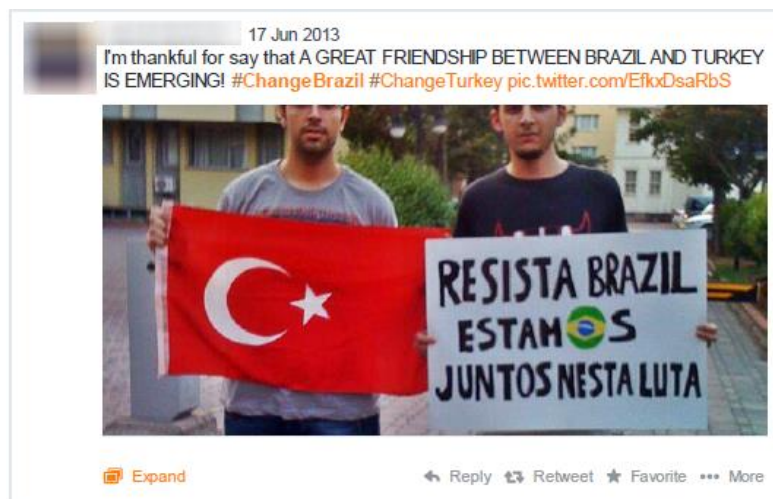 17 Jun 2013
I'm thankful for say that A GREAT FRIENDSHIP BETWEEN BRAZIL AND TURKEY
IS EMERGING! #ChangeBrazil #ChangeTurkey pic.twitter.com/EfkxDsaRbS
RESISTA BRAZIL
ESTAMOS
JUNTOS NESTA LUTA
Expand Reply Retweet Favorite More